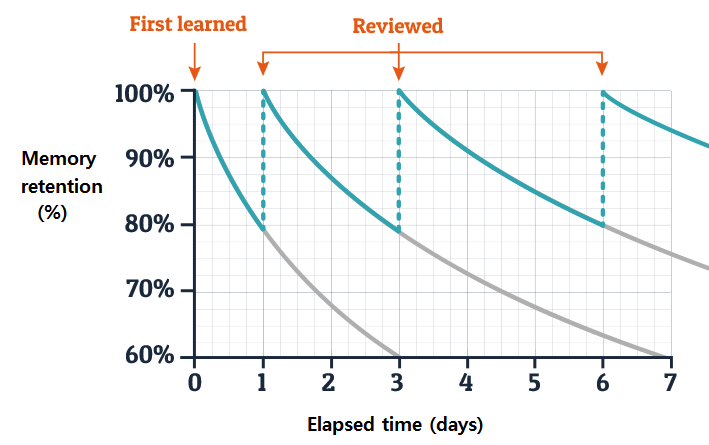 First learned
Reviewed
100%
90%
80%
70%
60%
Memory
retention
(%)
0
1
2
3
4
5
6
7
Elapsed time (days)